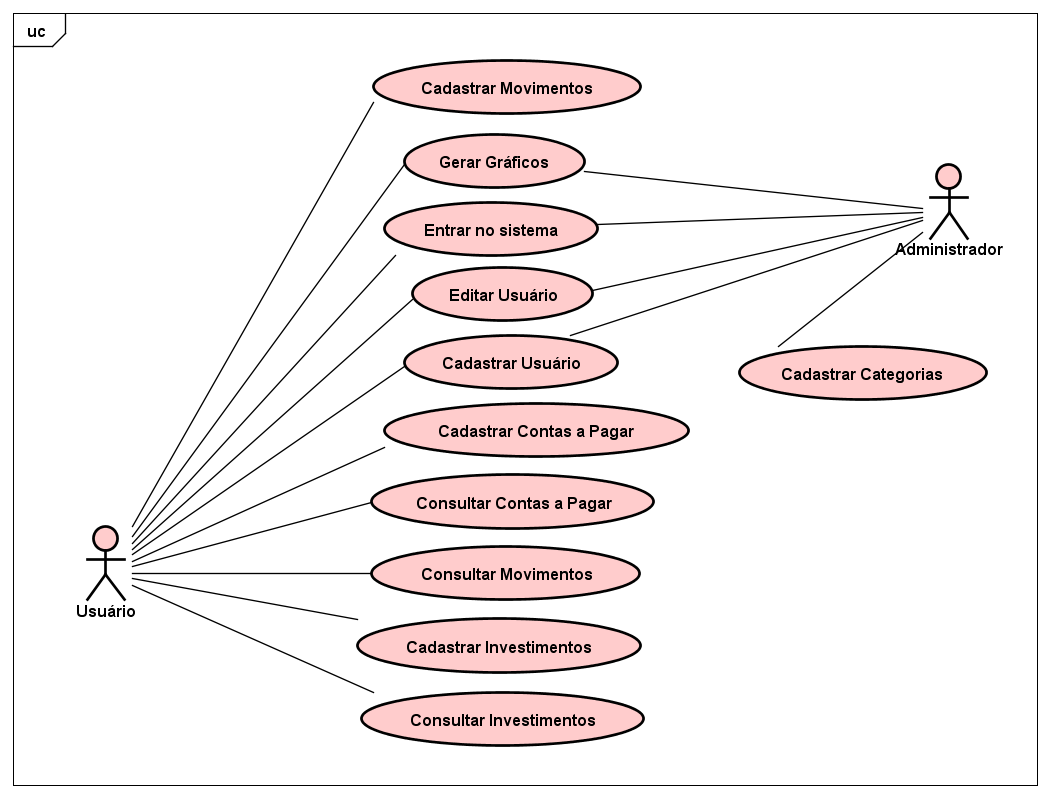 uc
Cadastrar Movimentos
Gerar Gráficos
Entrar no sistema
Administrador
Editar Usuário
Cadastrar Usuário
Cadastrar Categorias
Cadastrar Contas a Pagar
Consultar Contas a Pagar
Consultar Movimentos
Usuário
Cadastrar Investimentos
Consultar Investimentos